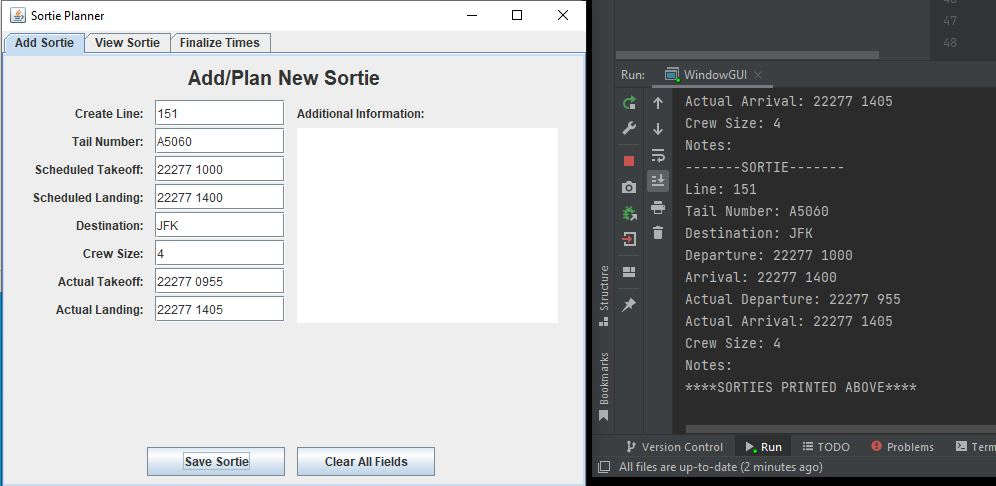 Sortie Planner
Add Sortie View Sortie Finalize Times
Add/Plan New Sortie
Create Line: 151
Tail Number: A5060
Scheduled Takeoff: 22277 1000
Scheduled Landing: 22277 1400
Destination: JFK
Crew Size: 4
Actual Takeoff: 22277 0955
Actual Landing: 22277 1405
Additional Information:
Save Sortie Clear All Fields
47
48
Run: WindowGUI
Actual Arrival: 22277 1405
Crew Size: 4
Notes:
-------SORTIE-------
Line: 151
Tail Number: A5060
Destination: JFK
Departure: 22277 1000
Arrival: 22277 1400
Actual Departure: 22277 955
Actual Arrival: 22277 1405
Crew Size: 4
Notes:
****SORTIES PRINTED ABOVE****
Structure
Bookmarks
Version Control Run TODO Problems Term
All files are up-to-date (2 minutes ago)